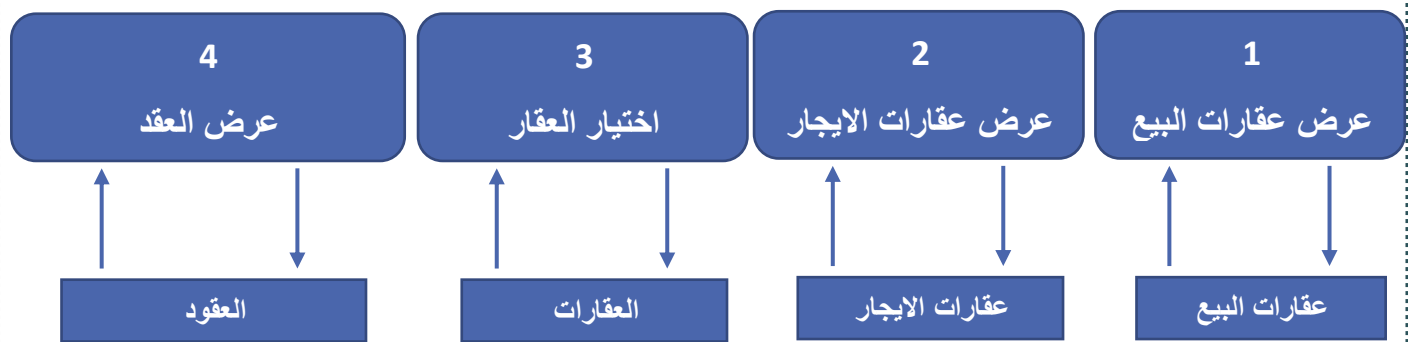 1
عرض عقارات البيع
2
عرض عقارات الايجار
3
اختيار العقار
4
عرض العقد
عقارات البيع
عقارات الايجار
العقارات
العقود